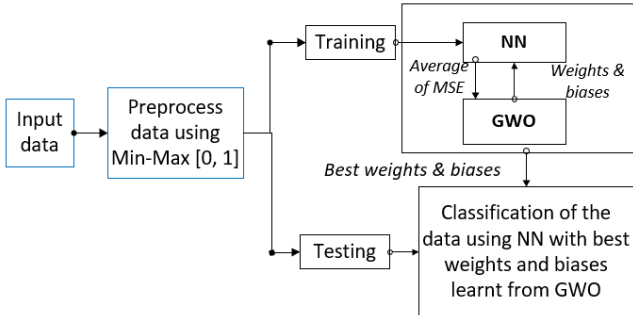 Input
data
Preprocess
data using
Min-Max [0, 1]
Training
NN
Average
of MSE
Weights &
biases
GWO
Best weights & biases
Testing
Classification of the
data using NN with best
weights and biases
learnt from GWO